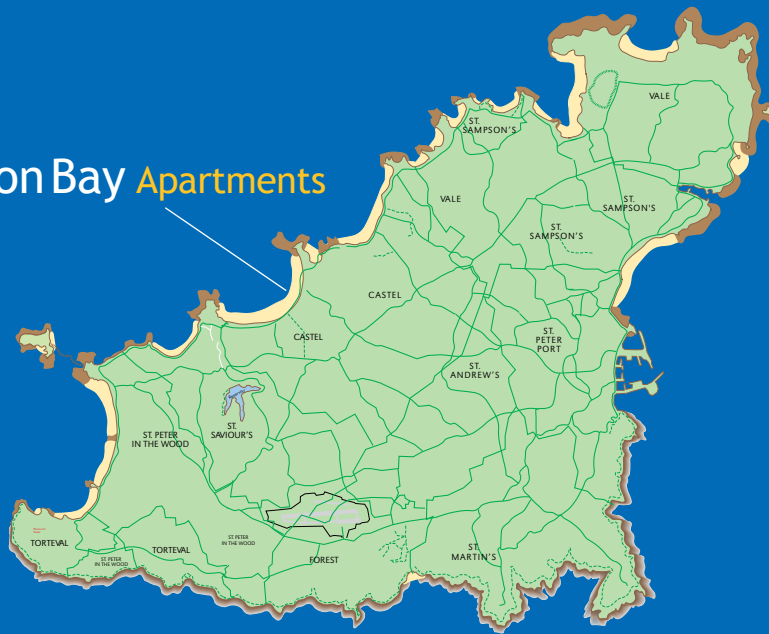 on Bay Apartments
VALE
ST.
SAMPSON'S
VALE
ST.
SAMPSON'S
ST.
SAMPSON'S
CASTEL
CASTEL
ST.
PETER
PORT
ST.
ANDREW'S
ST. PETER
IN THE WOOD
ST.
SAVIOUR'S
TORTEVAL
ST. PETER
IN THE WOOD
TORTEVAL
ST. PETER
IN THE WOOD
FOREST
ST.
MARTIN'S